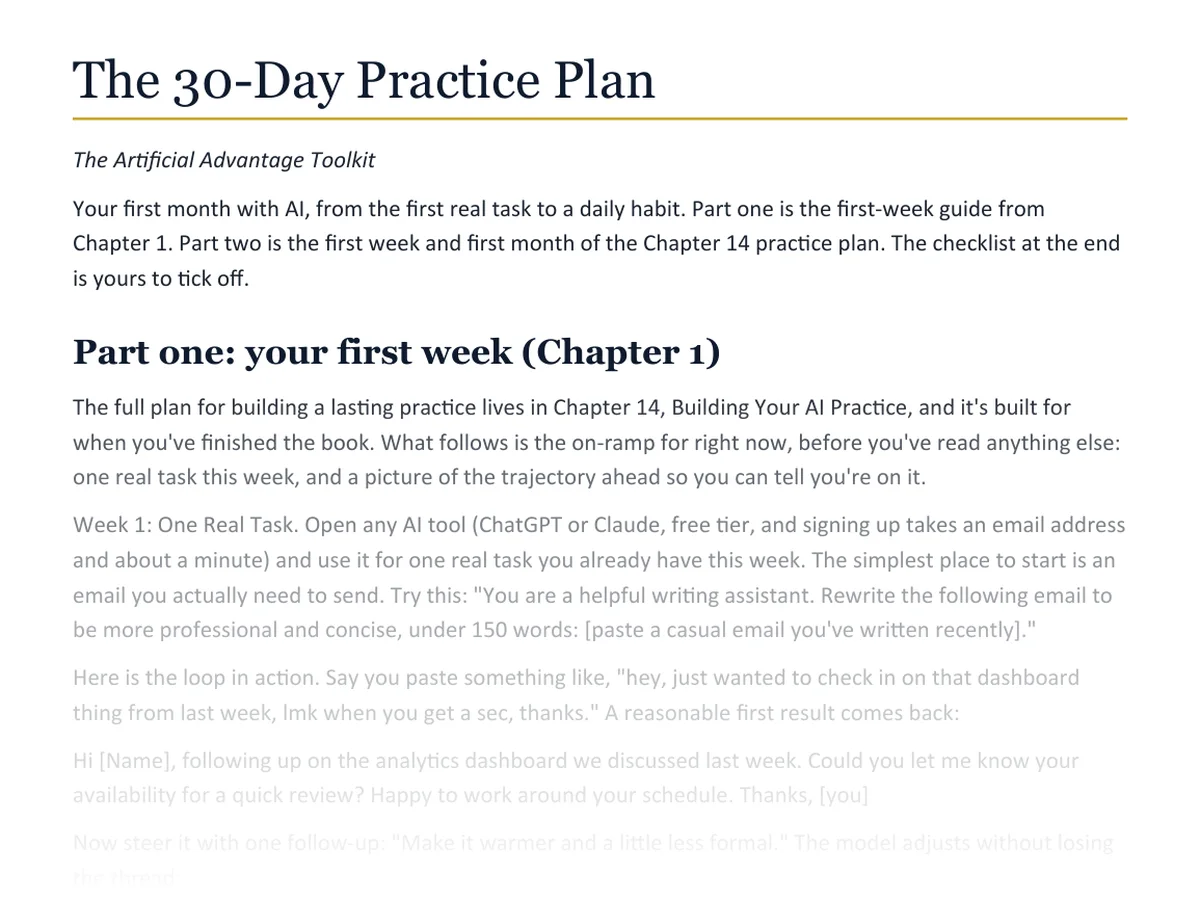 The 30-Day Practice Plan
The Artificial Advantage Toolkit
Your first month with AI, from the first real task to a daily habit. Part one is the first-week guide from
Chapter 1. Part two is the first week and first month of the Chapter 14 practice plan. The checklist at the end
is yours to tick off.
Part one: your first week (Chapter 1)
The full plan for building a lasting practice lives in Chapter 14, Building Your AI Practice, and it's built for
when you've finished the book. What follows is the on-ramp for right now, before you've read anything else:
one real task this week, and a picture of the trajectory ahead so you can tell you're on it.
Week 1: One Real Task. Open any AI tool (ChatGPT or Claude, free tier, and signing up takes an email address
and about a minute) and use it for one real task you already have this week. The simplest place to start is an
email you actually need to send. Try this: "You are a helpful writing assistant. Rewrite the following email to
be more professional and concise, under 150 words: [paste a casual email you've written recently]."
Here is the loop in action. Say you paste something like, "hey, just wanted to check in on that dashboard
thing from last week, lmk when you get a sec, thanks." A reasonable first result comes back:
Hi [Name], following up on the analytics dashboard we discussed last week. Could you let me know your
availability for a quick review? Happy to work around your schedule. Thanks, [you]
Now steer it with one follow-up: "Make it warmer and a little less formal." The model adjusts without losing
the thread.